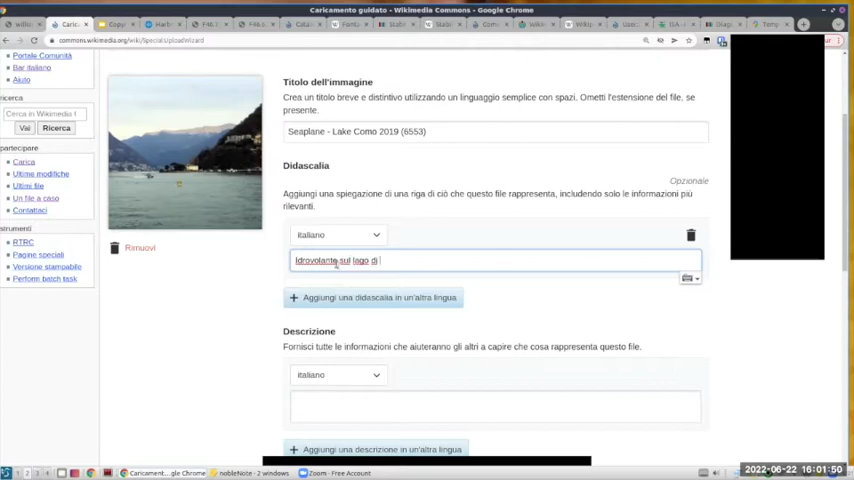 Caricamento guidato - Wikimedia Commons - Google Chrome
commons.wikimedia.org/wiki/Special:UploadWizard
Portale Comunità
Bar italiano
Aiuto
ricerca
Cerca in Wikimedia
Vai
Ricerca
partecipare
Carica
Ultime modifiche
Ultimi file
Un file a caso
Contattaci
strumenti
RTRC
Pagine speciali
Versione stampabile
Perform batch task
Rimuovi
Titolo dell'immagine
Crea un titolo breve e distintivo utilizzando un linguaggio semplice con spazi. Ometti l'estensione del file, se
presente.
Seaplane - Lake Como 2019 (6553)
Didascalia
Opzionale
Aggiungi una spiegazione di una riga di ciò che questo file rappresenta, includendo solo le informazioni più
rilevanti.
italiano
Idrovolante sul lago di
Aggiungi una didascalia in un'altra lingua
Descrizione
Fornisci tutte le informazioni che aiuteranno gli altri a capire che cosa rappresenta questo file.
italiano
Aggiungi una descrizione in un'altra lingua
1 2 3 4
Caricament...gle Chrome
nobleNote - 2 windows
Zoom - Free Account
2022-06-22 16:01:50